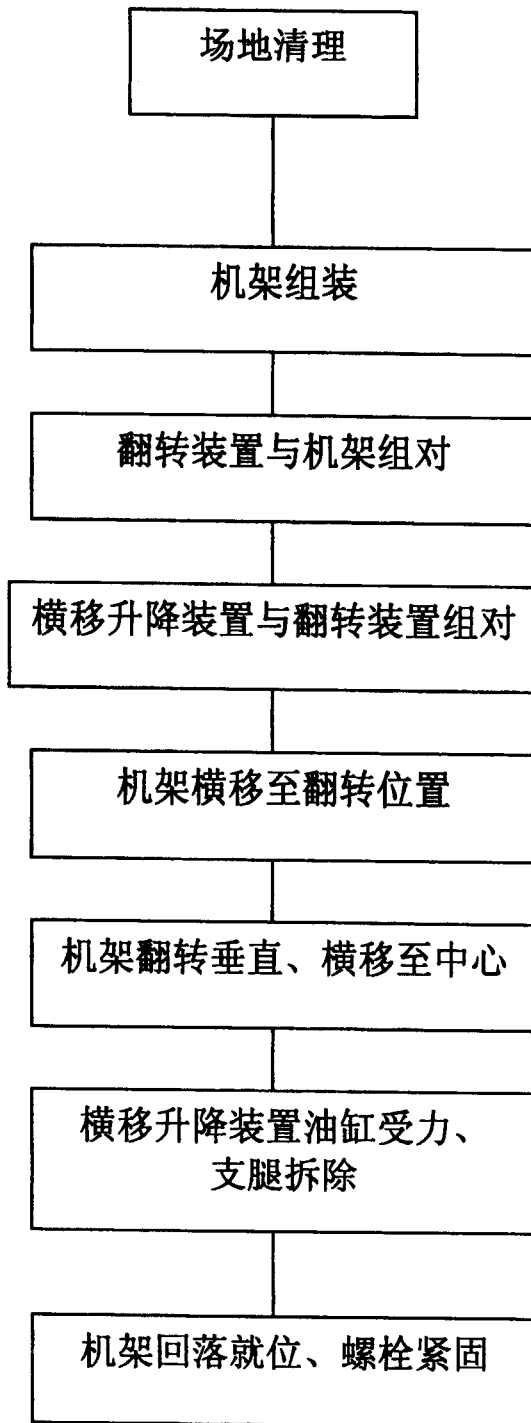 场地清理
机架组装
翻转装置与机架组对
横移升降装置与翻转装置组对
机架横移至翻转位置
机架翻转垂直、横移至中心
横移升降装置油缸受力、
支腿拆除
机架回落就位、螺栓紧固